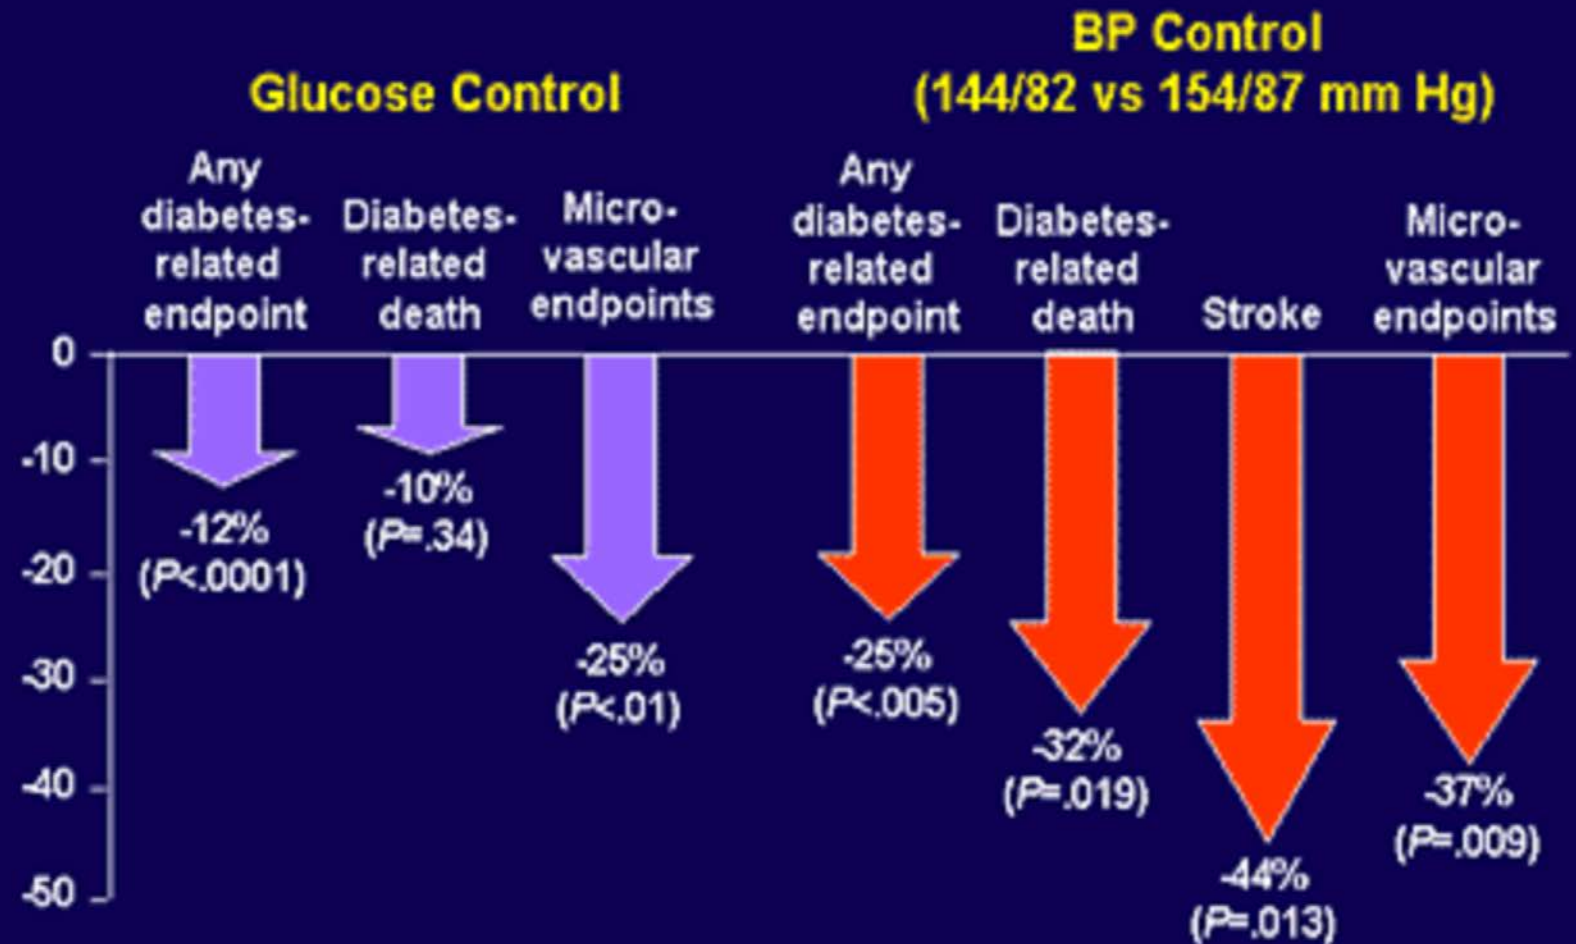 Glucose Control
BP Control
(144/82 vs 154/87 mm Hg)
Any
diabetes-
related
endpoint
Diabetes-
related
death
Micro-
vascular
endpoints
Any
diabetes-
related
endpoint
Diabetes-
related
death
Stroke
Micro-
vascular
endpoints
0
-10
-20
-30
-40
-50
-12%
(P<.0001)
-10%
(P=.34)
-25%
(P<.01)
-25%
(P<.005)
-32%
(P=.019)
-44%
(P=.013)
-37%
(P=.009)